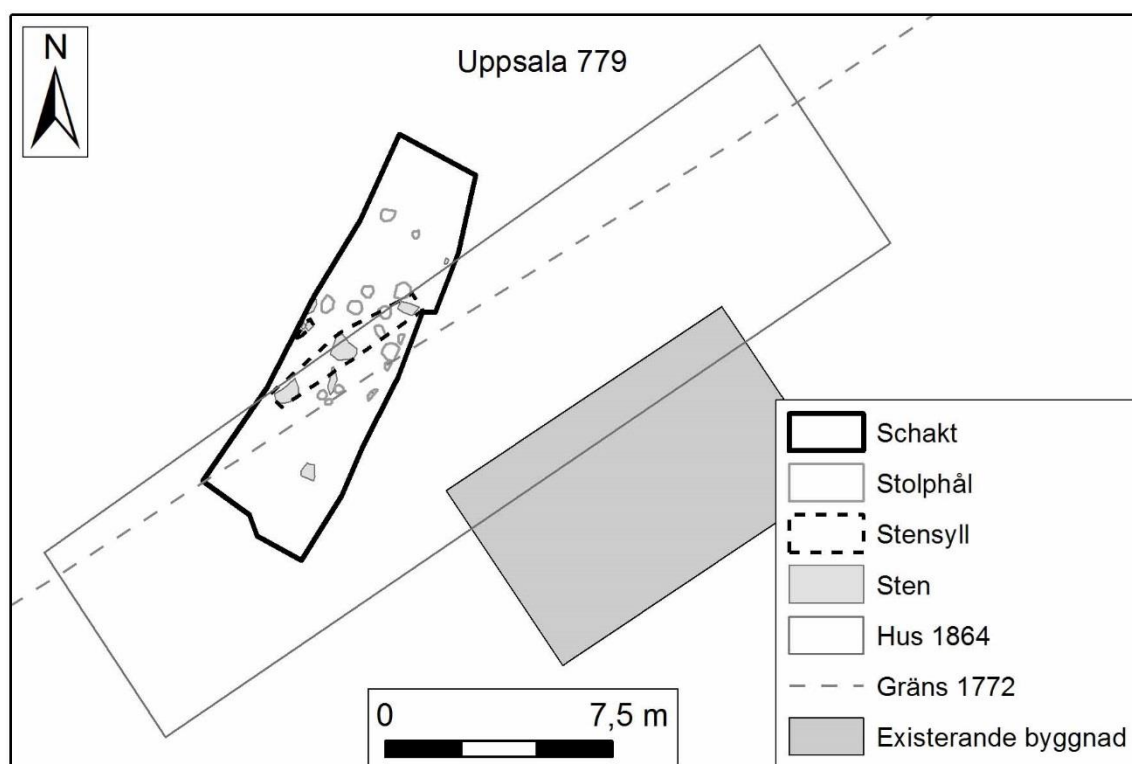 N
Uppsala 779
Schakt
Stolphål
Stensyll
Sten
Hus 1864
Gräns 1772
Existerande byggnad
0 7,5 m